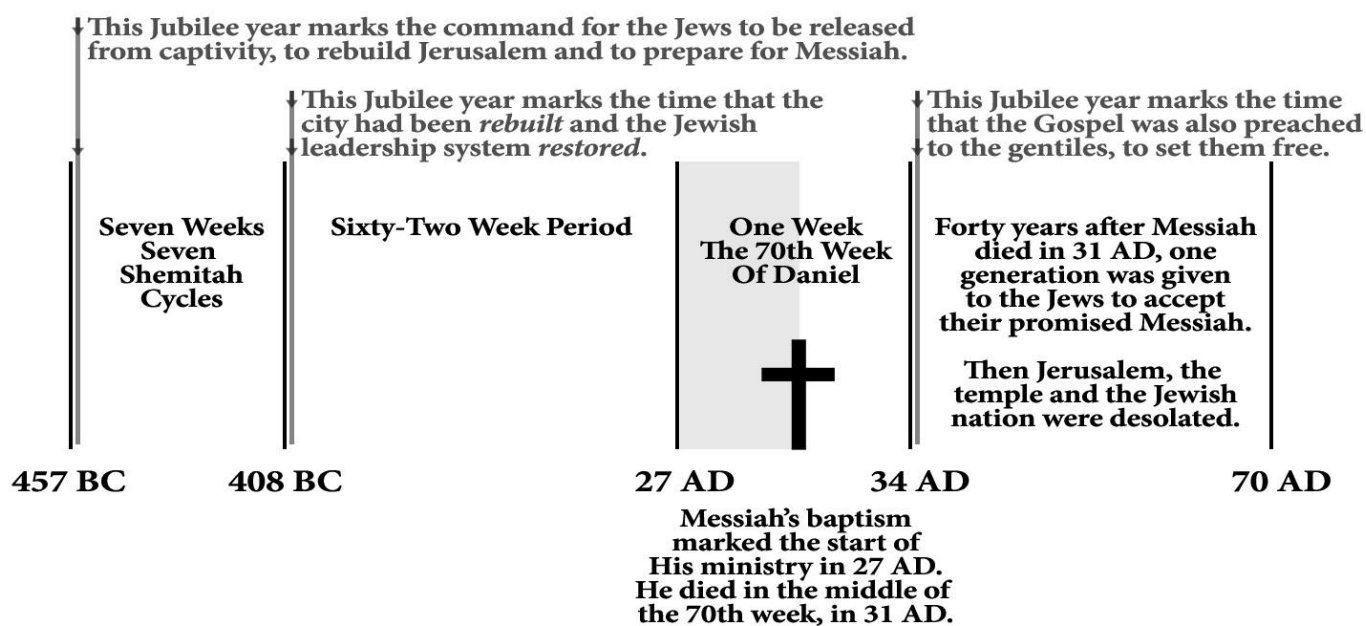 This Jubilee year marks the command for the Jews to be released
from captivity, to rebuild Jerusalem and to prepare for Messiah.
This Jubilee year marks the time that the
city had been rebuilt and the Jewish
leadership system restored.
This Jubilee year marks the time
that the Gospel was also preached
to the gentiles, to set them free.
Seven Weeks
Seven
Shemitah
Cycles
Sixty-Two Week Period
One Week
The 70th Week
Of Daniel
Forty years after Messiah
died in 31 AD, one
generation was given
to the Jews to accept
their promised Messiah.
Then Jerusalem, the
temple and the Jewish
nation were desolated.
457 BC
408 BC
27 AD
34 AD
70 AD
Messiah's baptism
marked the start of
His ministry in 27 AD.
He died in the middle of
the 70th week, in 31 AD.